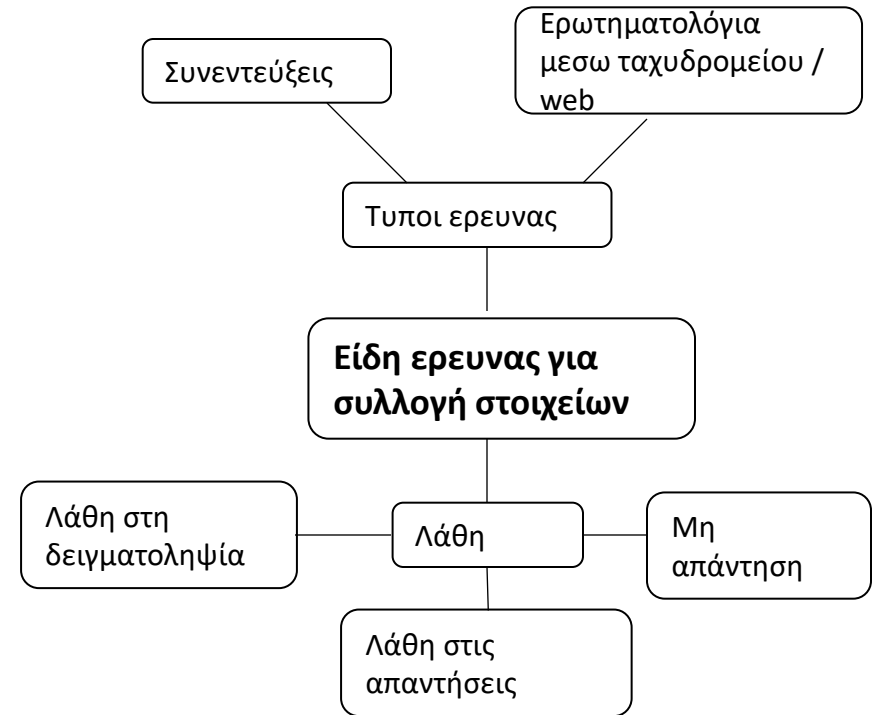 Συνεντεύξεις
Ερωτηματολόγια
μεσω ταχυδρομείου /
web
Τυποι ερευνας
Είδη ερευνας για
συλλογή στοιχείων
Λάθη στη
δειγματοληψία
Λάθη
Μη
απάντηση
Λάθη στις
απαντήσεις